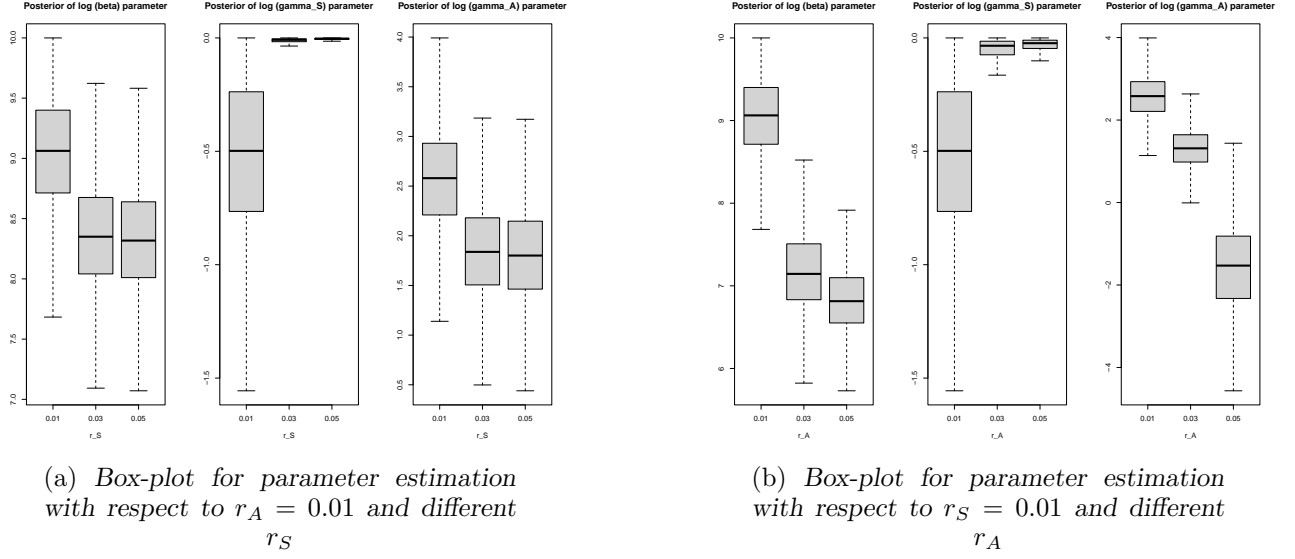 Posterior of log (beta) parameter
10.0
9.5
9.0
8.5
8.0
7.5
7.0
0.01 0.03 0.05
r_S
Posterior of log (gamma_S) parameter
0.0
−0.5
−1.0
−1.5
0.01 0.03 0.05
r_S
Posterior of log (gamma_A) parameter
4.0
3.5
3.0
2.5
2.0
1.5
1.0
0.5
0.01 0.03 0.05
r_S
(a) Box-plot for parameter estimation
with respect to r_A = 0.01 and different
r_S
Posterior of log (beta) parameter
10
9
8
7
6
0.01 0.03 0.05
r_A
Posterior of log (gamma_S) parameter
0.0
−0.5
−1.0
−1.5
0.01 0.03 0.05
r_A
Posterior of log (gamma_A) parameter
4
2
0
−2
−4
0.01 0.03 0.05
r_A
(b) Box-plot for parameter estimation
with respect to r_S = 0.01 and different
r_A